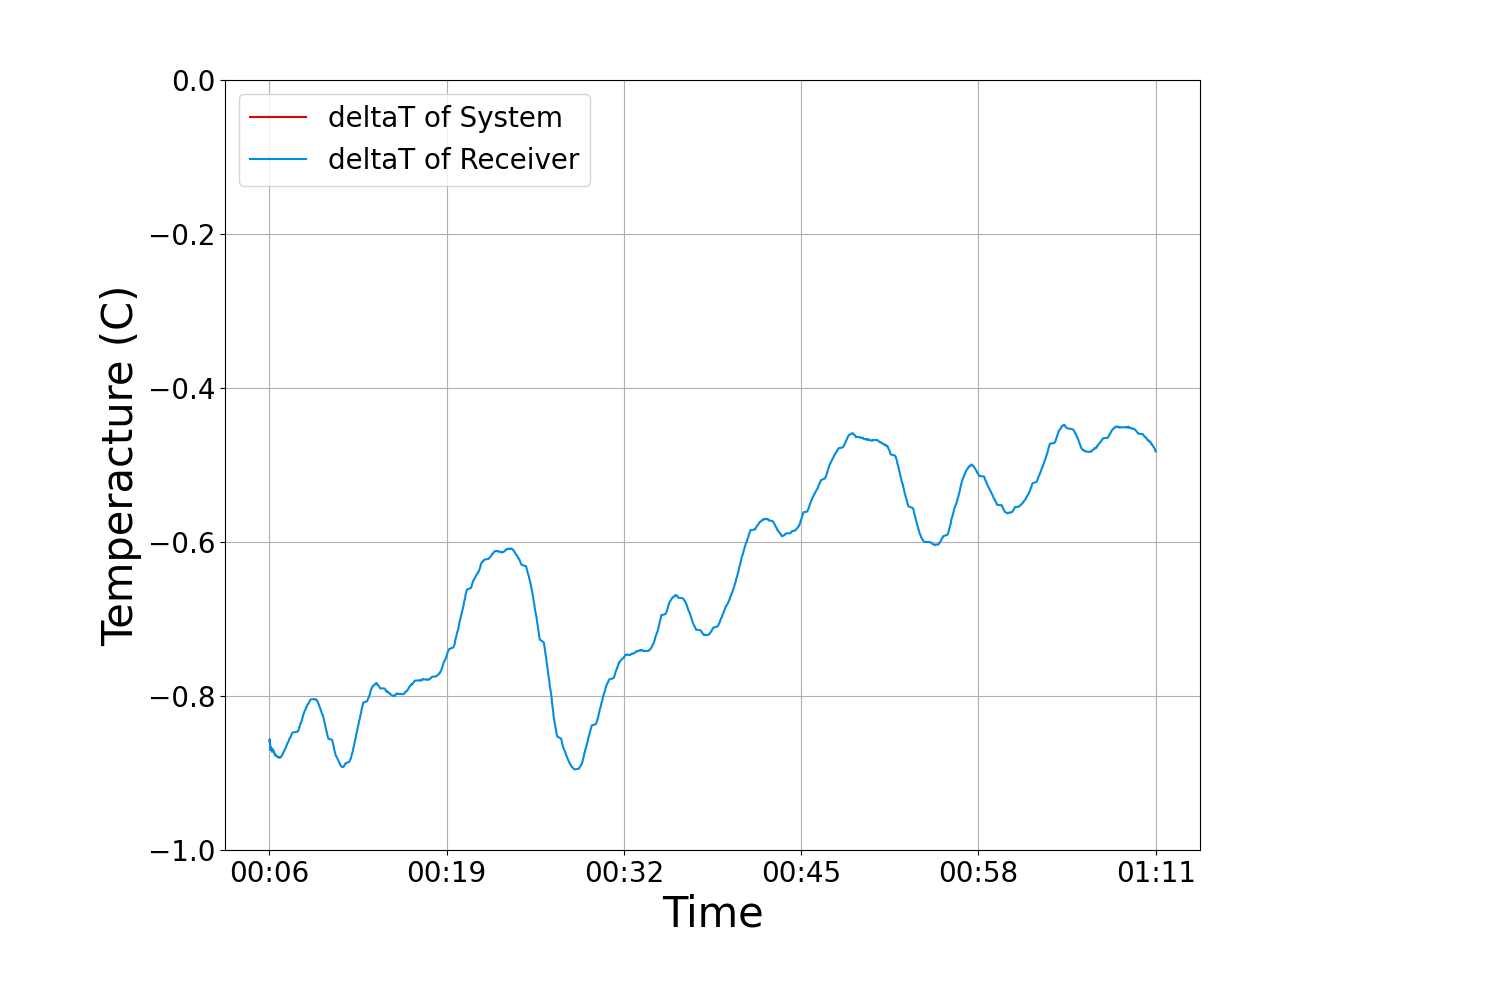 0.0
−0.2
−0.4
−0.6
−0.8
−1.0
Temperacture (C)
deltaT of System
deltaT of Receiver
00:06 00:19 00:32 00:45 00:58 01:11
Time